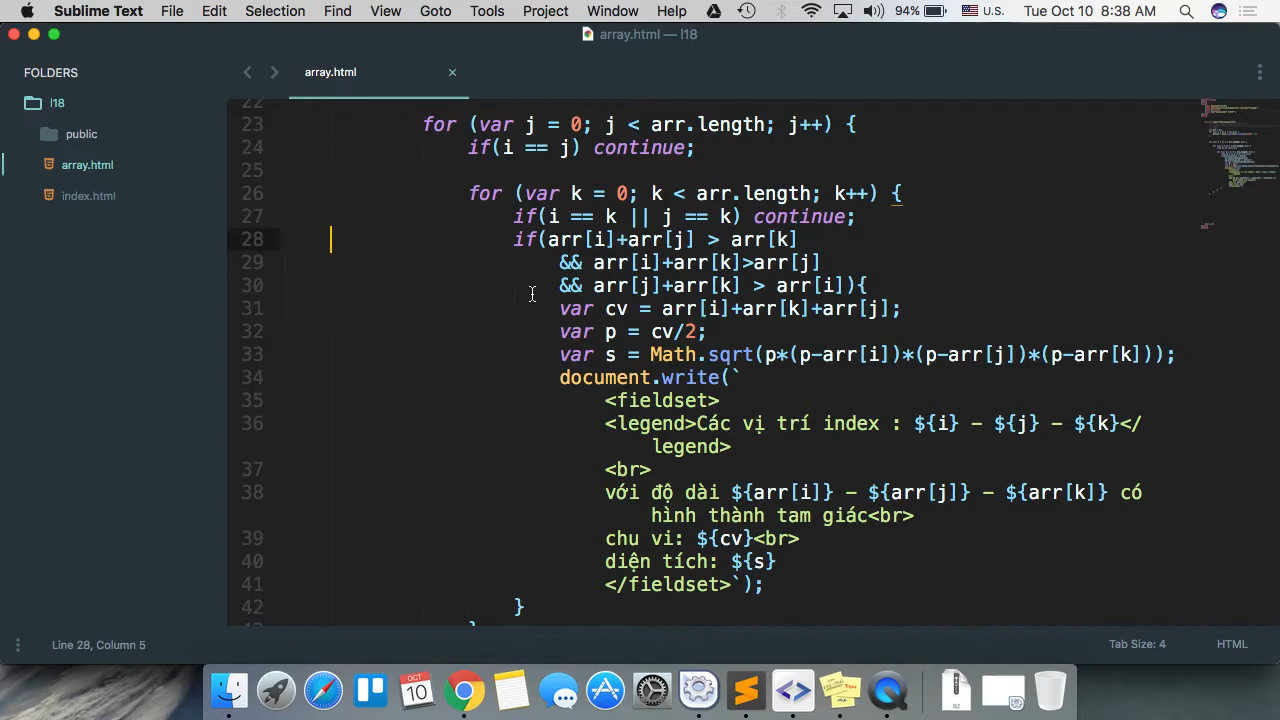 Sublime Text File Edit Selection Find View Goto Tools Project Window Help 94% U.S. Tue Oct 10 8:38 AM
array.html — l18
FOLDERS
l18
public
array.html
index.html
array.html
22
23 for (var j = 0; j < arr.length; j++) {
24 if(i == j) continue;
25
26 for (var k = 0; k < arr.length; k++) {
27 if(i == k || j == k) continue;
28 if(arr[i]+arr[j] > arr[k]
29 && arr[i]+arr[k]>arr[j]
30 && arr[j]+arr[k] > arr[i]){
31 var cv = arr[i]+arr[k]+arr[j];
32 var p = cv/2;
33 var s = Math.sqrt(p*(p-arr[i])*(p-arr[j])*(p-arr[k]));
34 document.write(`
35 <fieldset>
36 <legend>Các vị trí index : ${i} - ${j} - ${k}</
legend>
37 <br>
38 với độ dài ${arr[i]} - ${arr[j]} - ${arr[k]} có
hình thành tam giác<br>
39 chu vi: ${cv}<br>
40 diện tích: ${s}
41 </fieldset>`);
42 }
Line 28, Column 5 Tab Size: 4 HTML
OCT
10